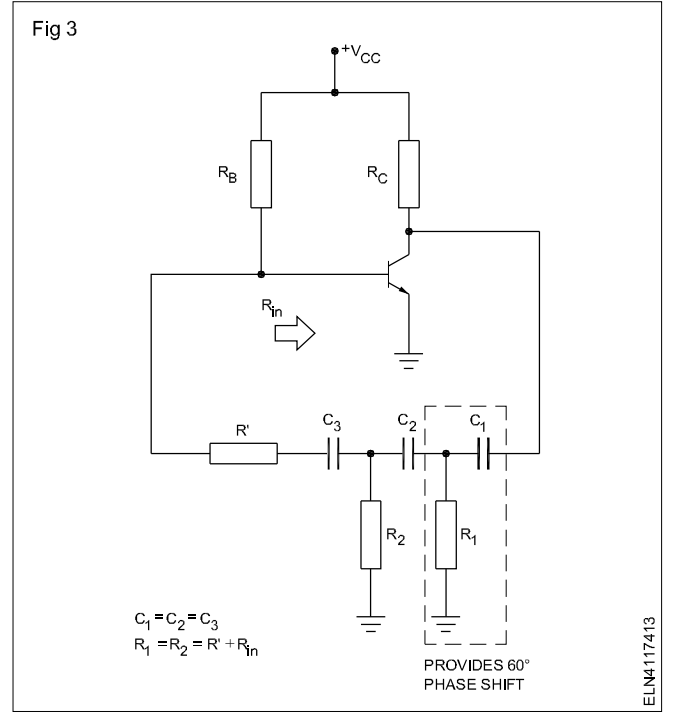 Fig 3
+VCC
RB
RC
Rin
R'
C3
C2
C1
R2
R1
C1=C2=C3
R1=R2=R'+Rin
PROVIDES 60°
PHASE SHIFT
ELN4117413